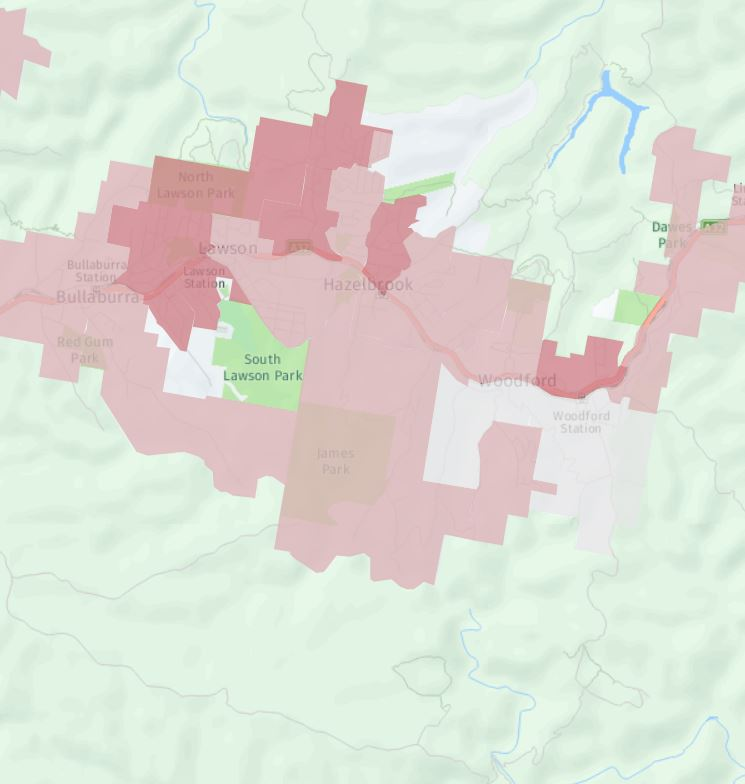 North
Lawson Park
Lawson
Lawson
Station
Bullaburra
Station
Bullaburra
Hazelbrook
Dawes
Park
Red Gum
Park
South
Lawson Park
Woodford
Woodford
Station
James
Park